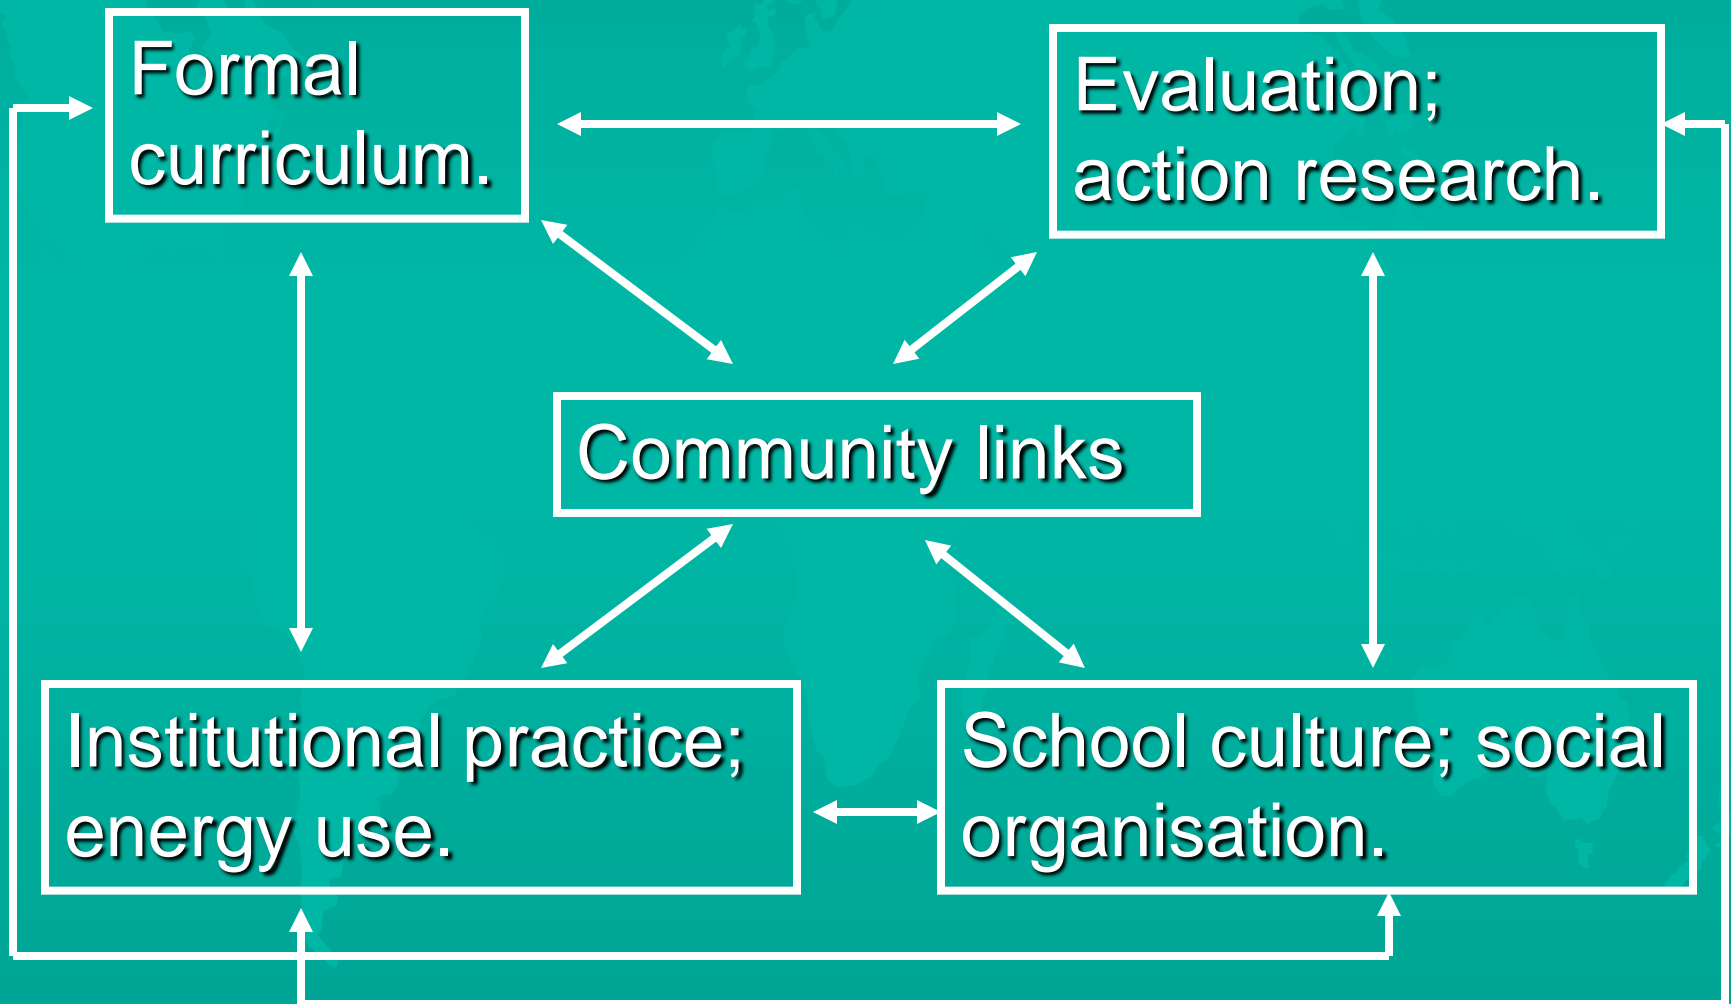 Formal
curriculum.
Evaluation;
action research.
Community links
Institutional practice;
energy use.
School culture; social
organisation.